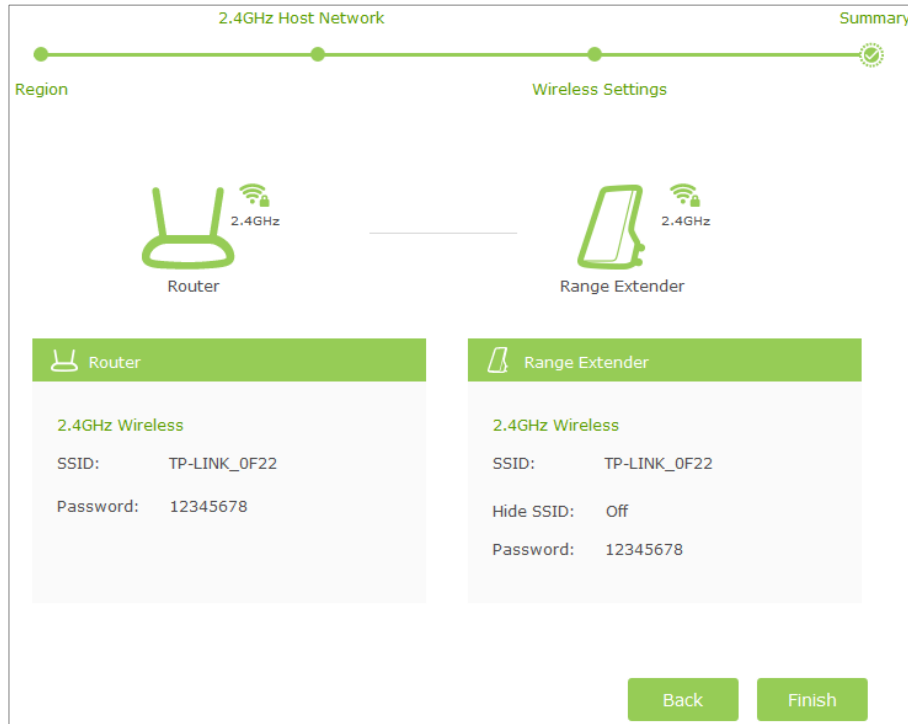 2.4GHz Host Network Summary
Region Wireless Settings
2.4GHz 2.4GHz
Router Range Extender
Router Range Extender
2.4GHz Wireless
SSID: TP-LINK_0F22
Password: 12345678
2.4GHz Wireless
SSID: TP-LINK_0F22
Hide SSID: Off
Password: 12345678
Back Finish